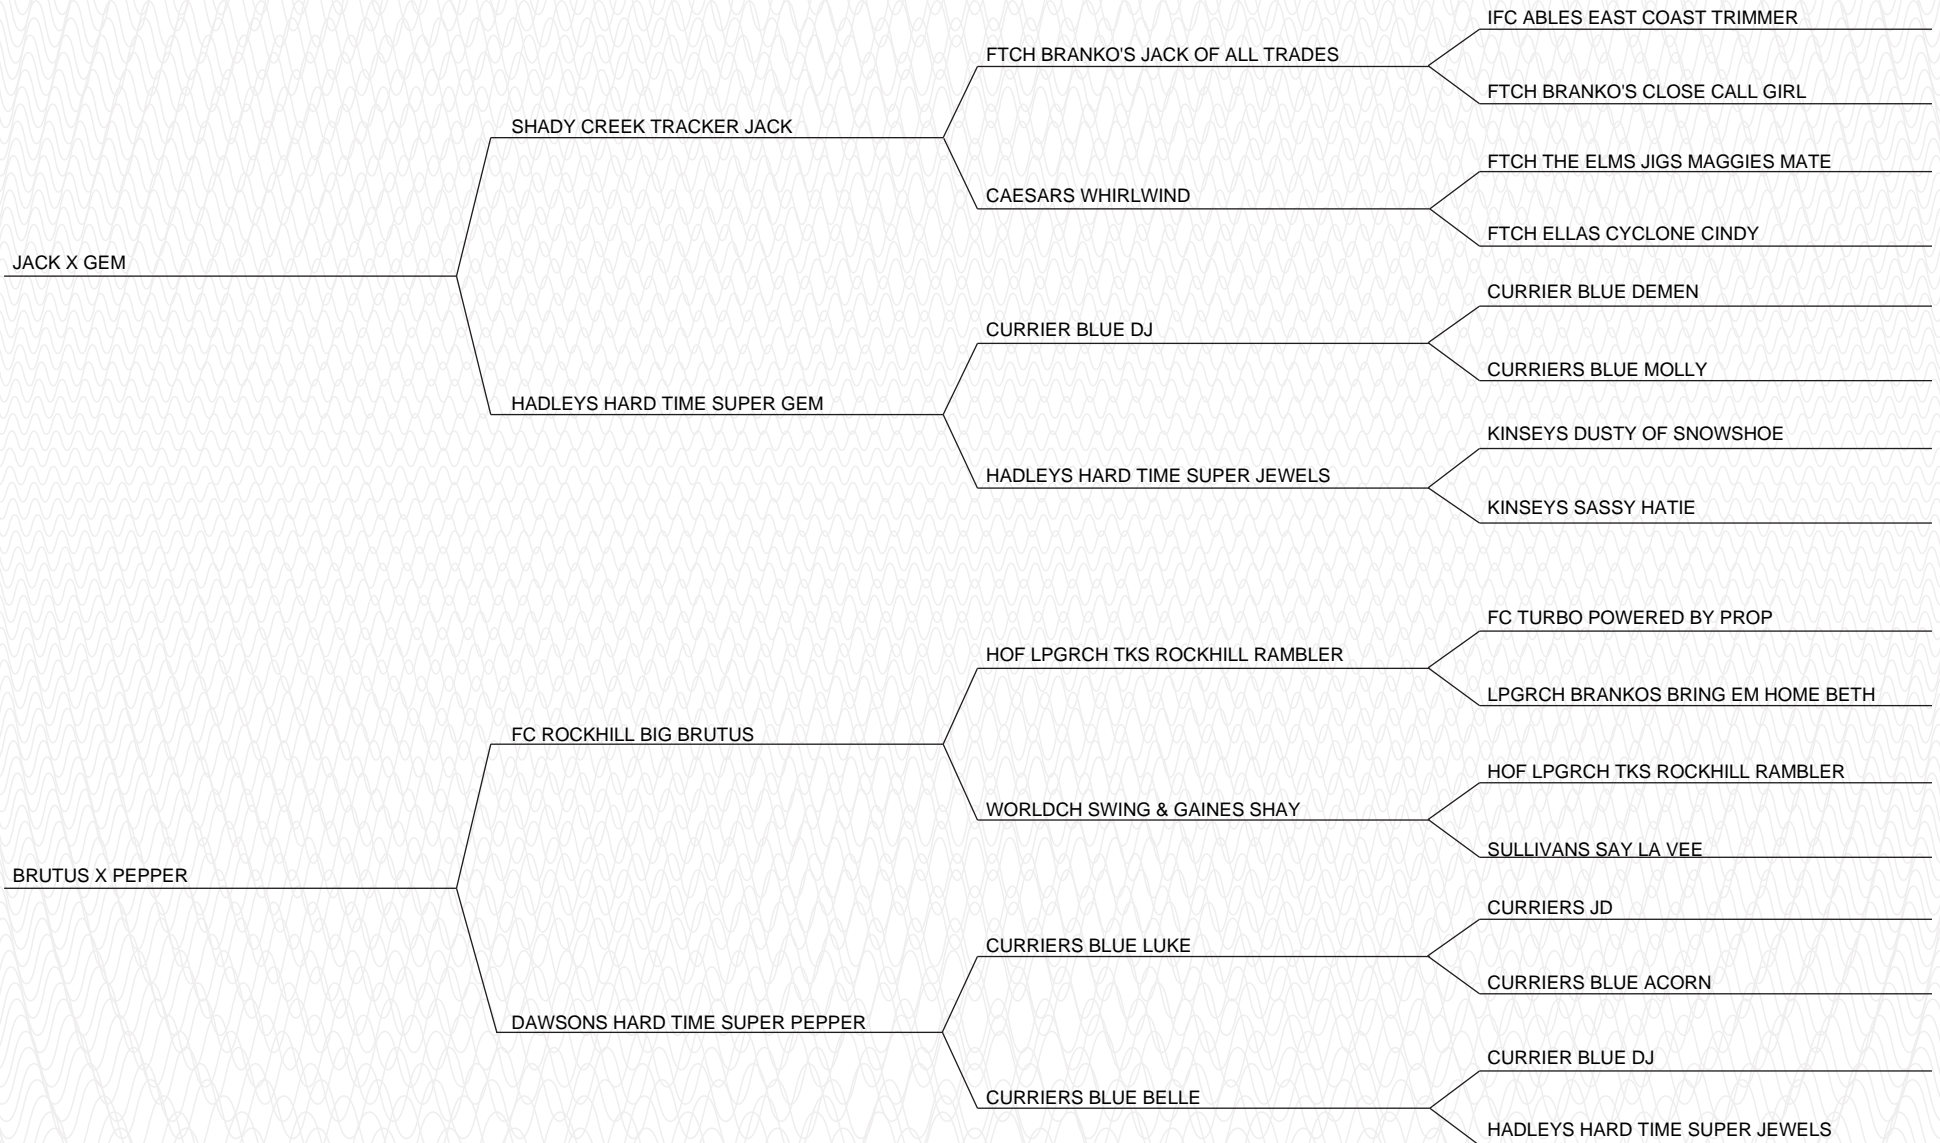 IFC ABLES EAST COAST TRIMMER
FTCH BRANKO'S JACK OF ALL TRADES
FTCH BRANKO'S CLOSE CALL GIRL
SHADY CREEK TRACKER JACK
FTCH THE ELMS JIGS MAGGIES MATE
CAESARS WHIRLWIND
FTCH ELLAS CYCLONE CINDY
JACK X GEM
CURRIER BLUE DEMEN
CURRIER BLUE DJ
CURRIERS BLUE MOLLY
HADLEYS HARD TIME SUPER GEM
KINSEYS DUSTY OF SNOWSHOE
HADLEYS HARD TIME SUPER JEWELS
KINSEYS SASSY HATIE
FC TURBO POWERED BY PROP
HOF LPGRCH TKS ROCKHILL RAMBLER
LPGRCH BRANKOS BRING EM HOME BETH
FC ROCKHILL BIG BRUTUS
HOF LPGRCH TKS ROCKHILL RAMBLER
WORLDCH SWING & GAINES SHAY
SULLIVANS SAY LA VEE
BRUTUS X PEPPER
CURRIERS JD
CURRIERS BLUE LUKE
CURRIERS BLUE ACORN
DAWSONS HARD TIME SUPER PEPPER
CURRIER BLUE DJ
CURRIERS BLUE BELLE
HADLEYS HARD TIME SUPER JEWELS